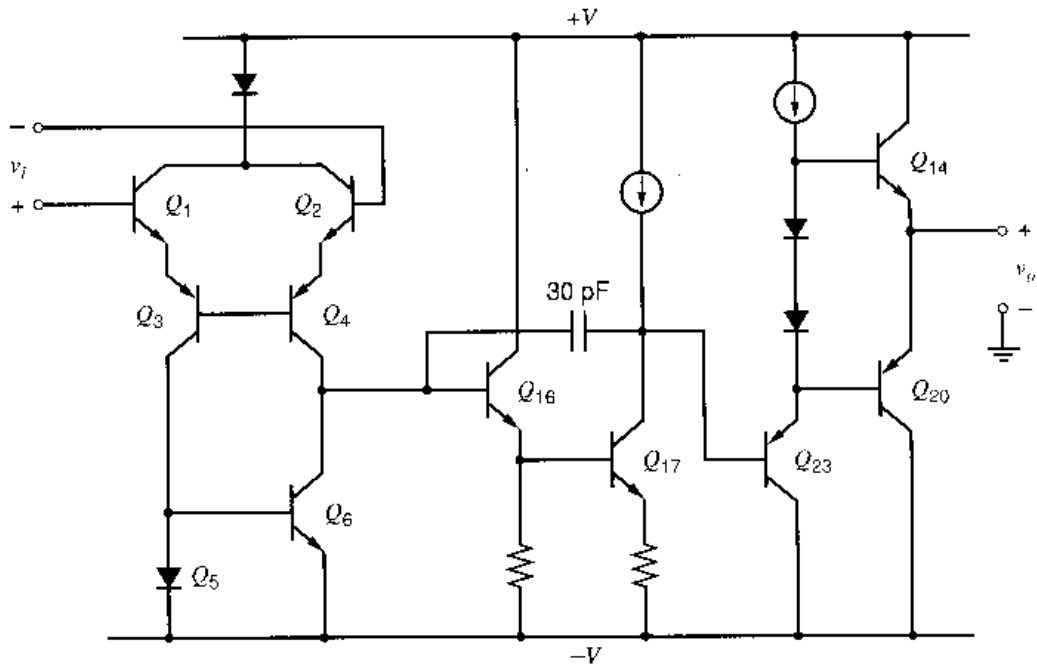 +V
−
v_i
+
Q_1
Q_2
Q_14
+
v_o
−
30 pF
Q_3
Q_4
Q_16
Q_20
Q_17
Q_23
Q_6
Q_5
−V